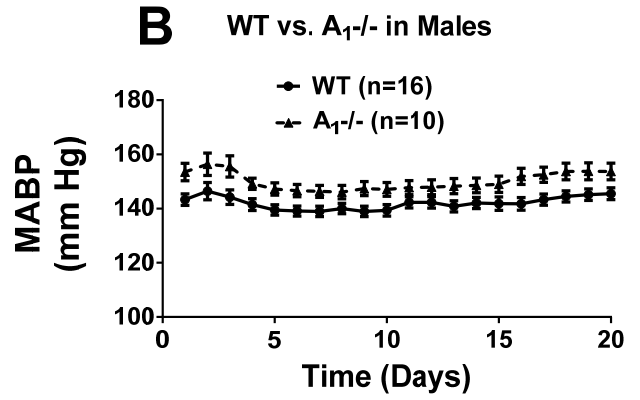 B WT vs. A1-/- in Males
WT (n=16)
A1-/- (n=10)
MABP
(mm Hg)
180
160
140
120
100
0 5 10 15 20
Time (Days)